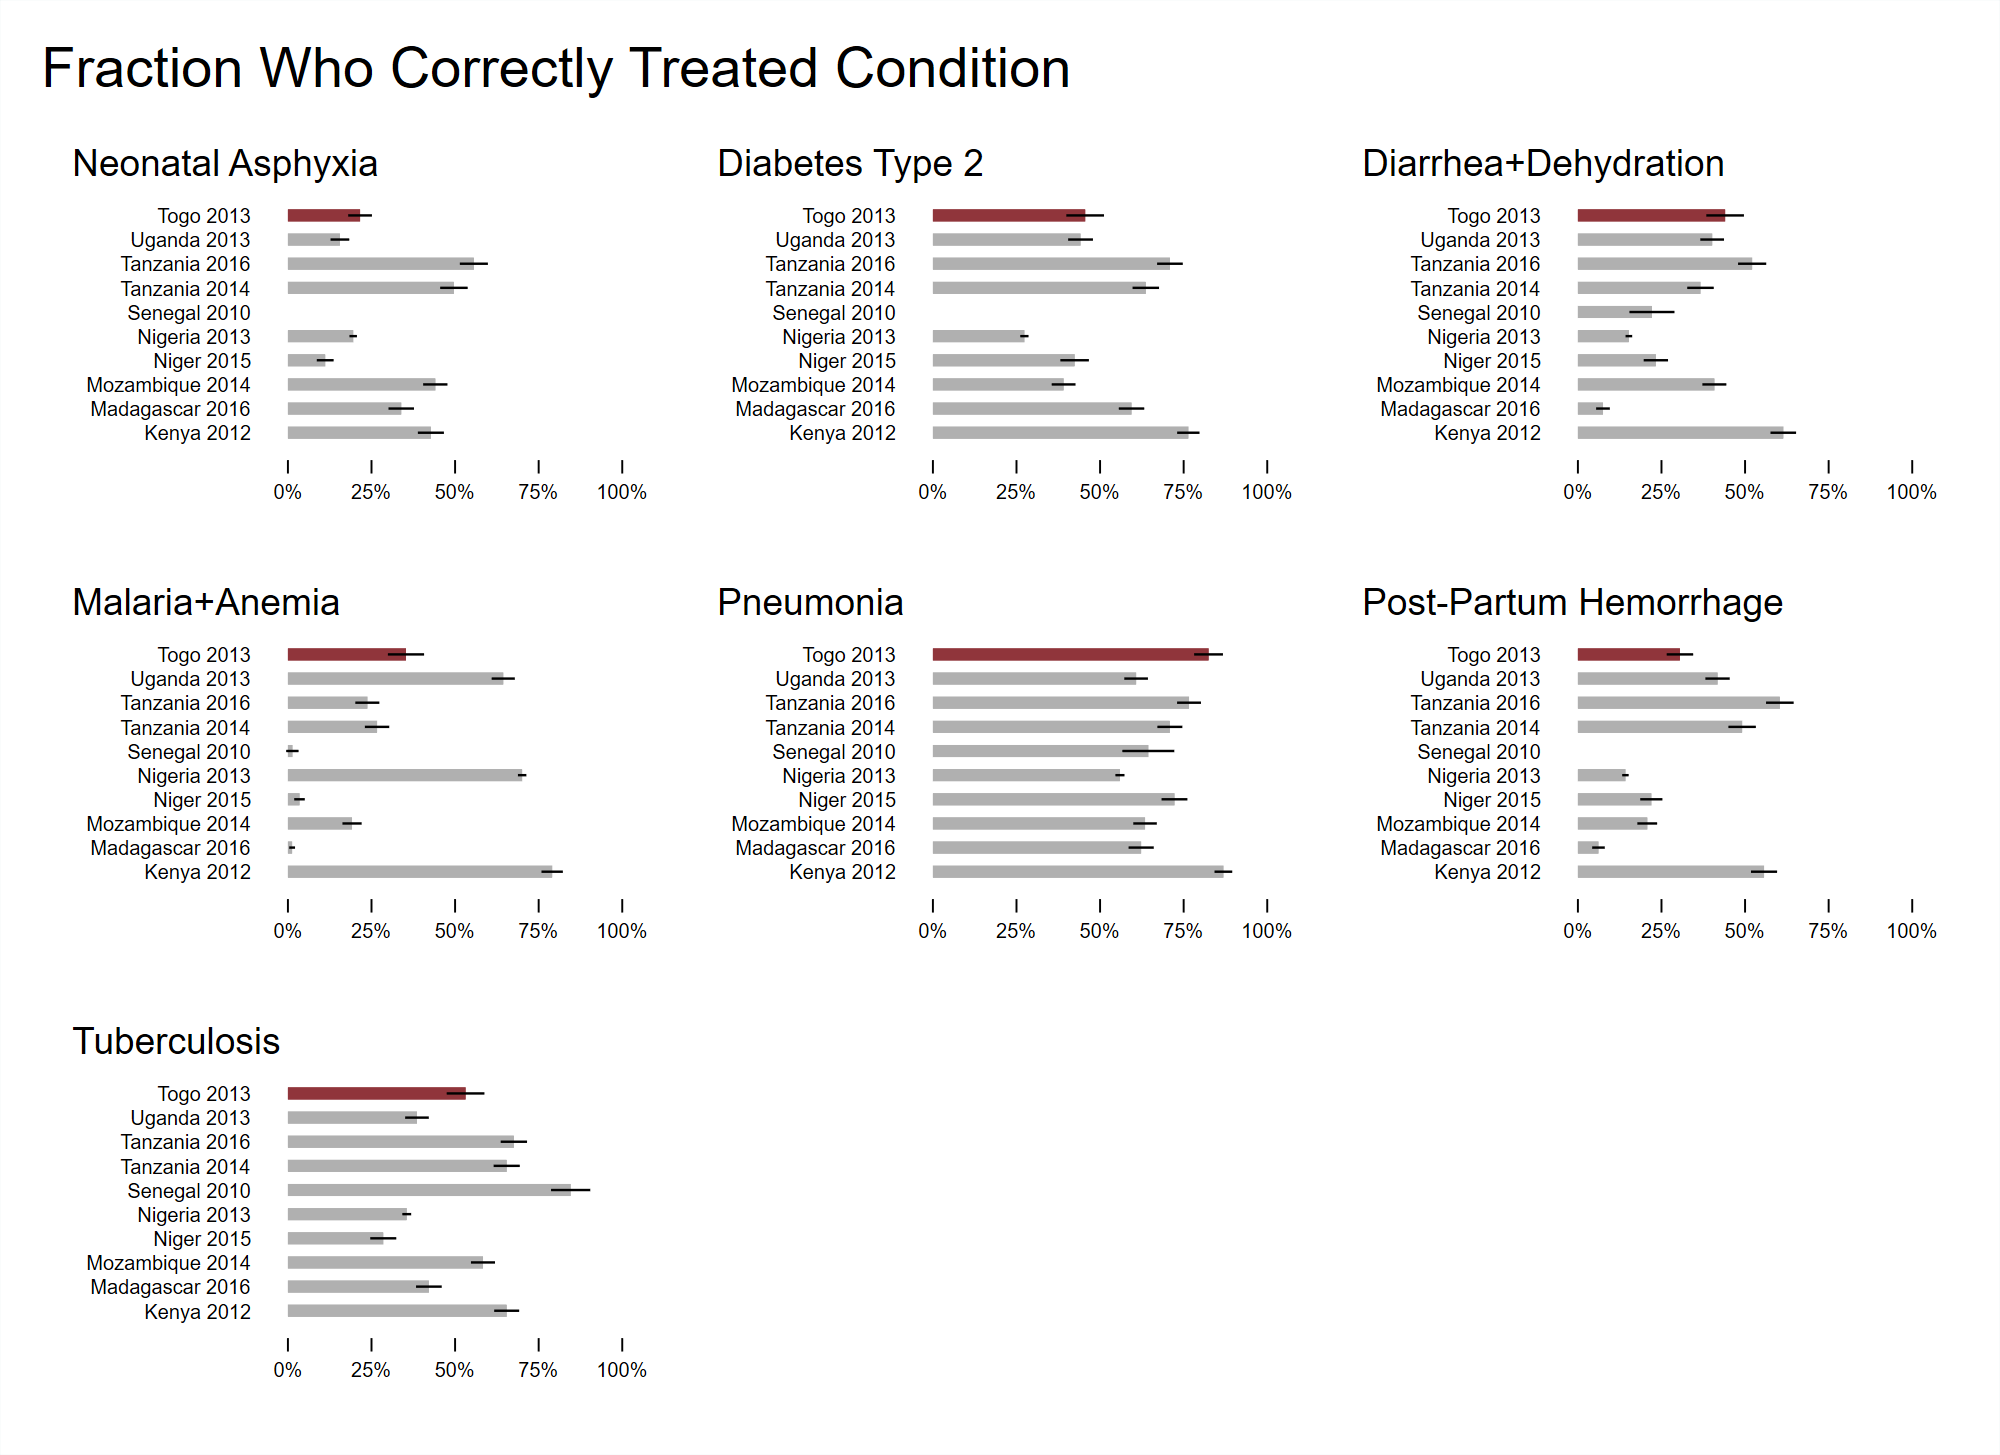 Fraction Who Correctly Treated Condition
Neonatal Asphyxia
Togo 2013
Uganda 2013
Tanzania 2016
Tanzania 2014
Senegal 2010
Nigeria 2013
Niger 2015
Mozambique 2014
Madagascar 2016
Kenya 2012
0% 25% 50% 75% 100%
Diabetes Type 2
Togo 2013
Uganda 2013
Tanzania 2016
Tanzania 2014
Senegal 2010
Nigeria 2013
Niger 2015
Mozambique 2014
Madagascar 2016
Kenya 2012
0% 25% 50% 75% 100%
Diarrhea+Dehydration
Togo 2013
Uganda 2013
Tanzania 2016
Tanzania 2014
Senegal 2010
Nigeria 2013
Niger 2015
Mozambique 2014
Madagascar 2016
Kenya 2012
0% 25% 50% 75% 100%
Malaria+Anemia
Togo 2013
Uganda 2013
Tanzania 2016
Tanzania 2014
Senegal 2010
Nigeria 2013
Niger 2015
Mozambique 2014
Madagascar 2016
Kenya 2012
0% 25% 50% 75% 100%
Pneumonia
Togo 2013
Uganda 2013
Tanzania 2016
Tanzania 2014
Senegal 2010
Nigeria 2013
Niger 2015
Mozambique 2014
Madagascar 2016
Kenya 2012
0% 25% 50% 75% 100%
Post-Partum Hemorrhage
Togo 2013
Uganda 2013
Tanzania 2016
Tanzania 2014
Senegal 2010
Nigeria 2013
Niger 2015
Mozambique 2014
Madagascar 2016
Kenya 2012
0% 25% 50% 75% 100%
Tuberculosis
Togo 2013
Uganda 2013
Tanzania 2016
Tanzania 2014
Senegal 2010
Nigeria 2013
Niger 2015
Mozambique 2014
Madagascar 2016
Kenya 2012
0% 25% 50% 75% 100%